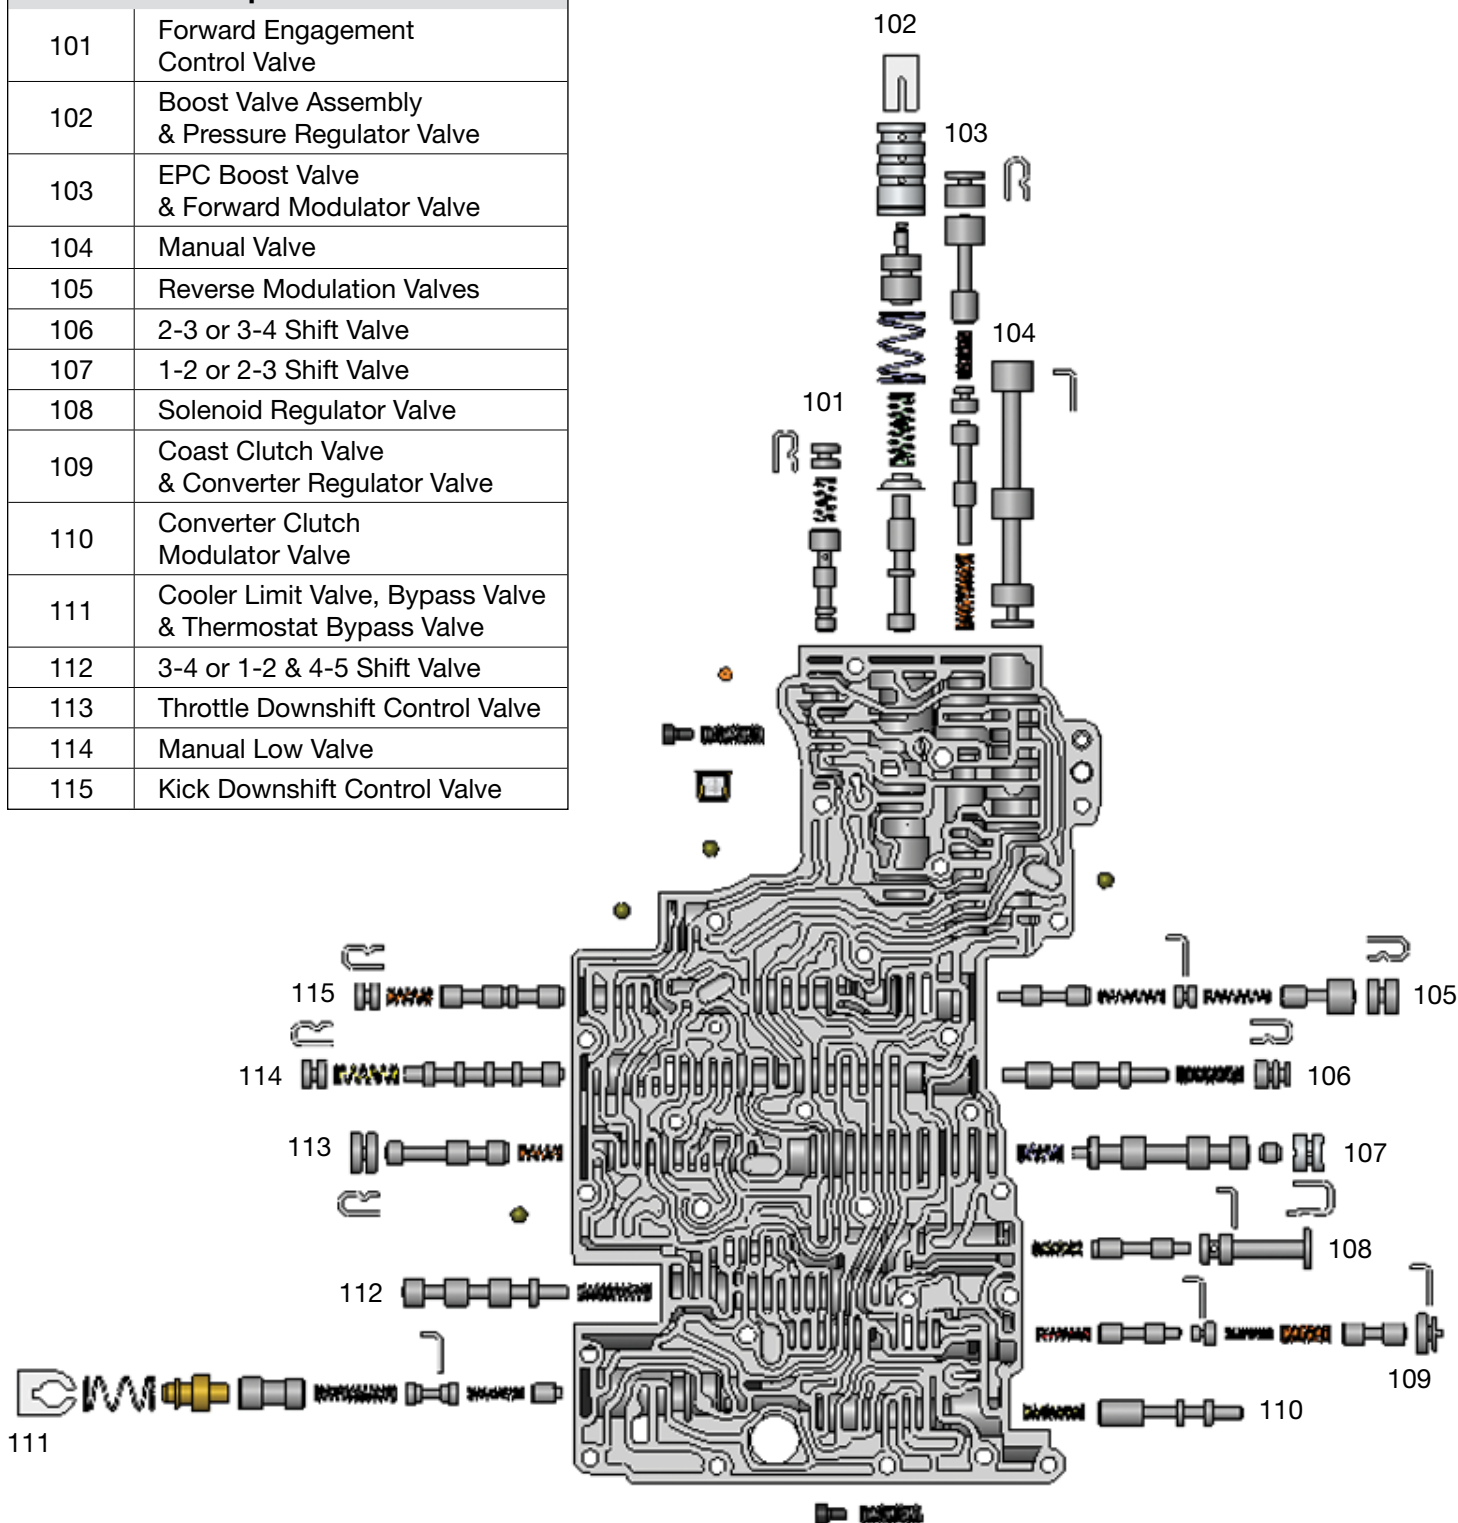 101 Forward Engagement
Control Valve
102 Boost Valve Assembly
& Pressure Regulator Valve
103 EPC Boost Valve
& Forward Modulator Valve
104 Manual Valve
105 Reverse Modulation Valves
106 2-3 or 3-4 Shift Valve
107 1-2 or 2-3 Shift Valve
108 Solenoid Regulator Valve
109 Coast Clutch Valve
& Converter Regulator Valve
110 Converter Clutch
Modulator Valve
111 Cooler Limit Valve, Bypass Valve
& Thermostat Bypass Valve
112 3-4 or 1-2 & 4-5 Shift Valve
113 Throttle Downshift Control Valve
114 Manual Low Valve
115 Kick Downshift Control Valve
102
103
104
101
115
105
114
106
113
107
108
112
109
110
111